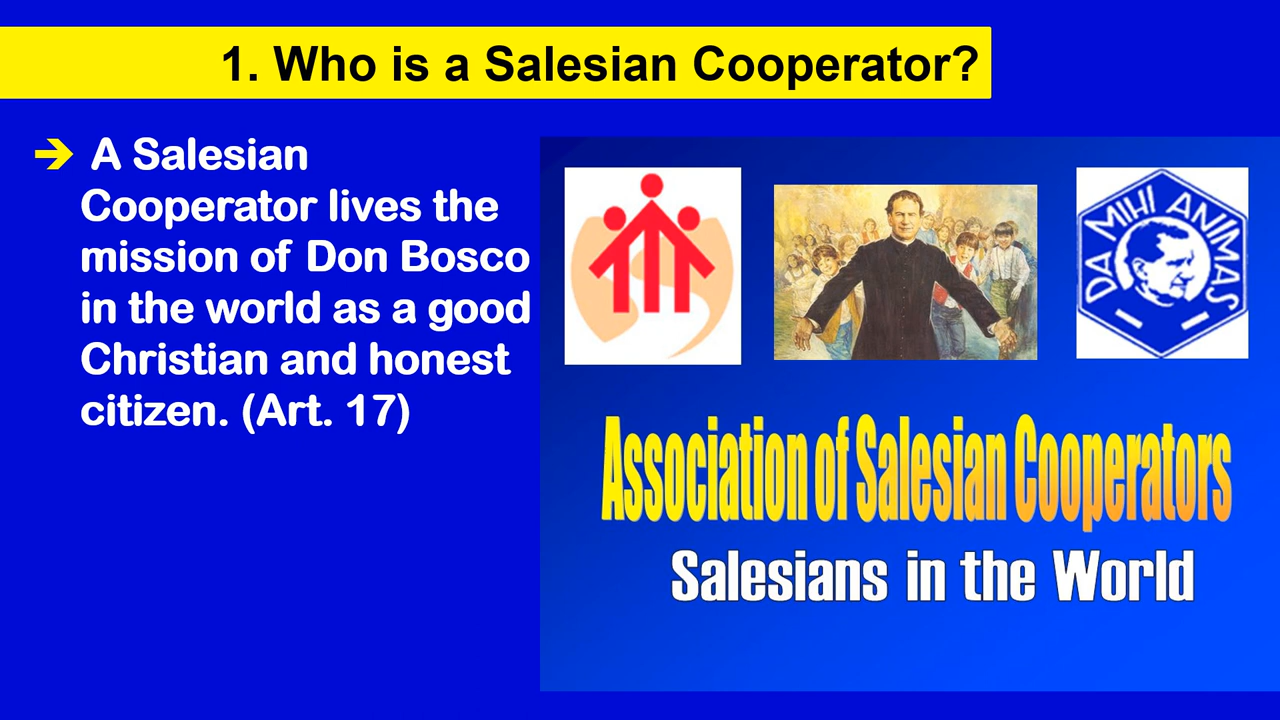 1. Who is a Salesian Cooperator?
➔ A Salesian
Cooperator lives the
mission of Don Bosco
in the world as a good
Christian and honest
citizen. (Art. 17)
DA MIHI ANIMAS
Association of Salesian Cooperators
Salesians in the World